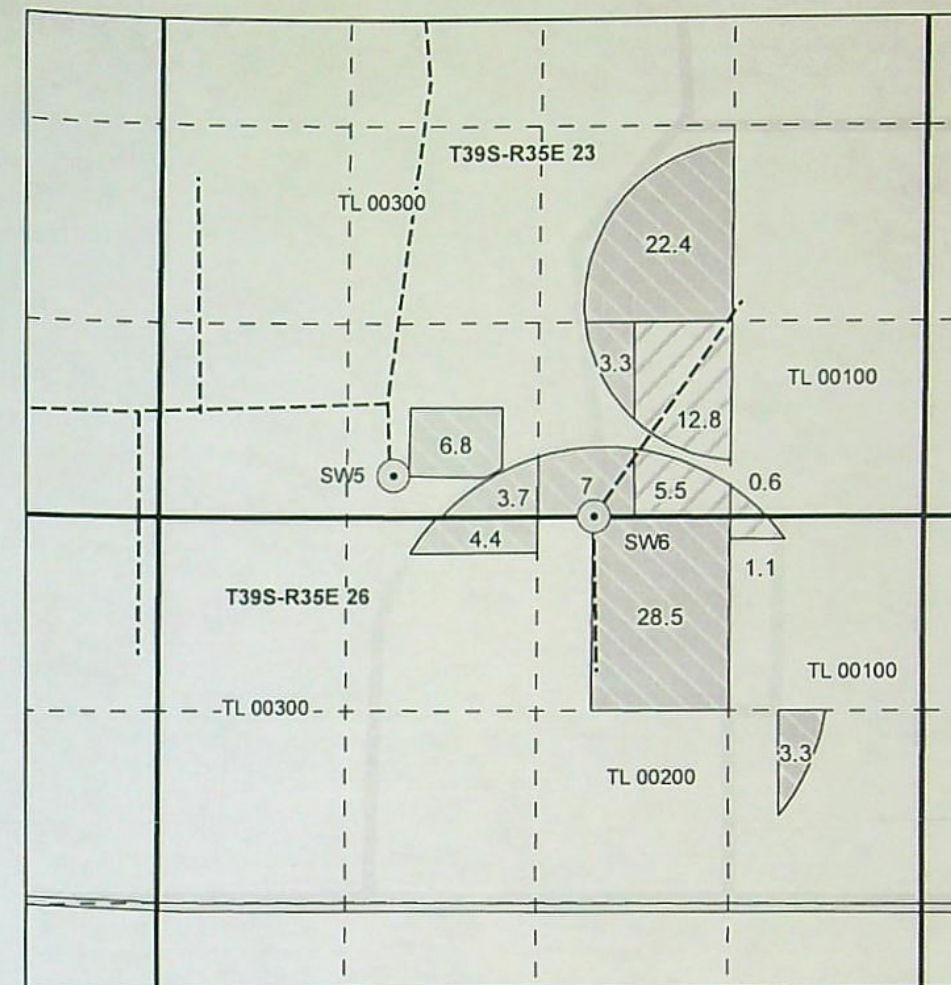 T39S-R35E 23
TL 00300
22.4
3.3
TL 00100
12.8
6.8
SW5
3.7
7
5.5
0.6
4.4
SW6
1.1
T39S-R35E 26
28.5
TL 00100
TL 00300
3.3
TL 00200